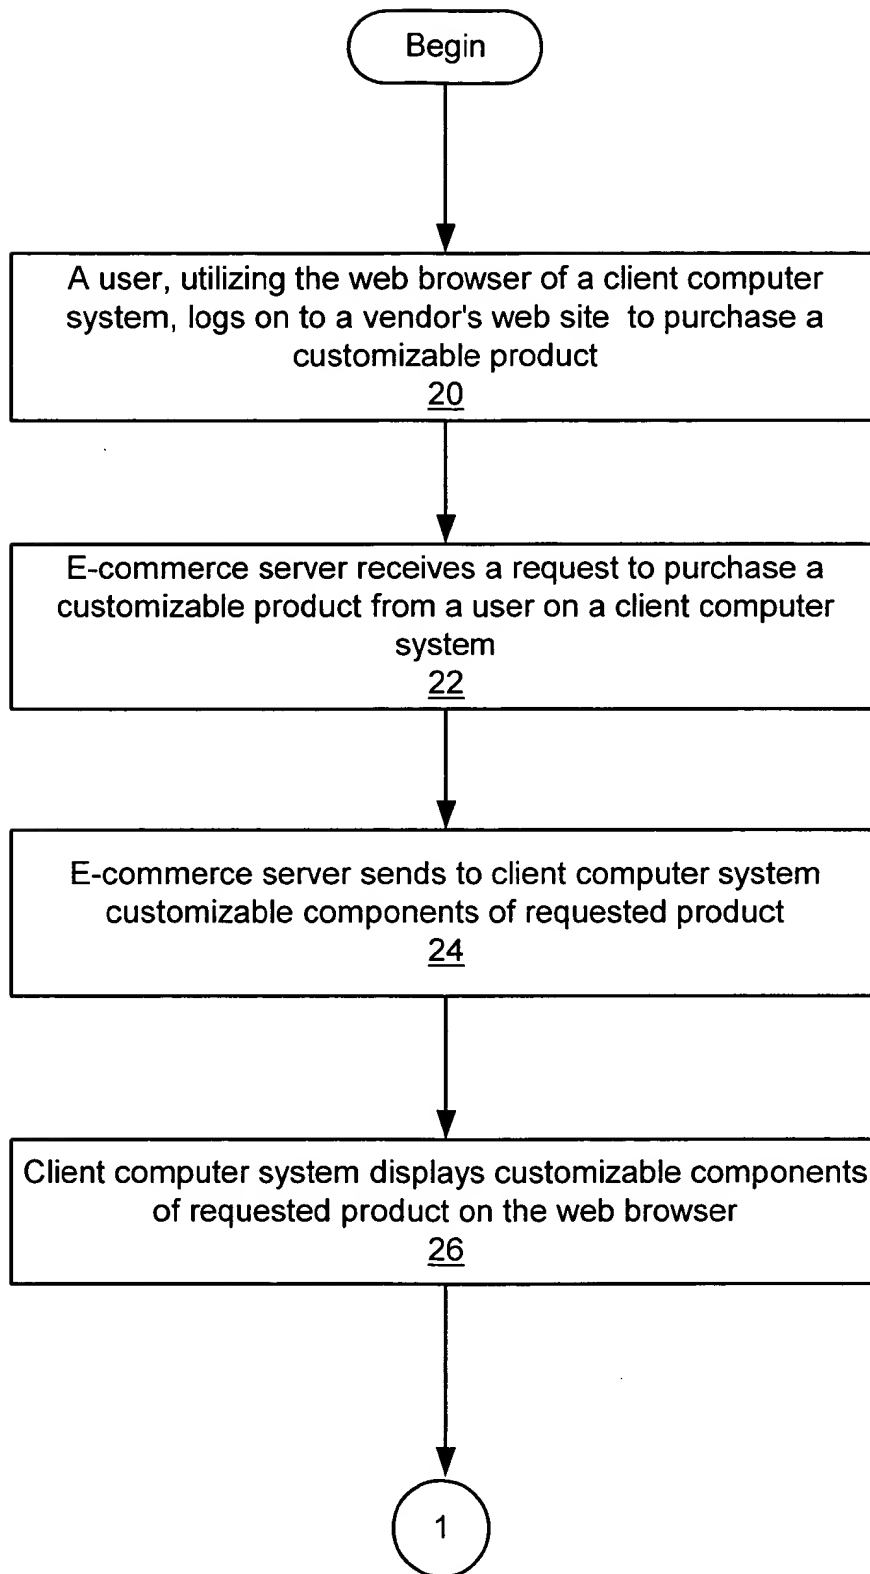 Begin
A user, utilizing the web browser of a client computer
system, logs on to a vendor's web site to purchase a
customizable product
20
E-commerce server receives a request to purchase a
customizable product from a user on a client computer
system
22
E-commerce server sends to client computer system
customizable components of requested product
24
Client computer system displays customizable components
of requested product on the web browser
26
1